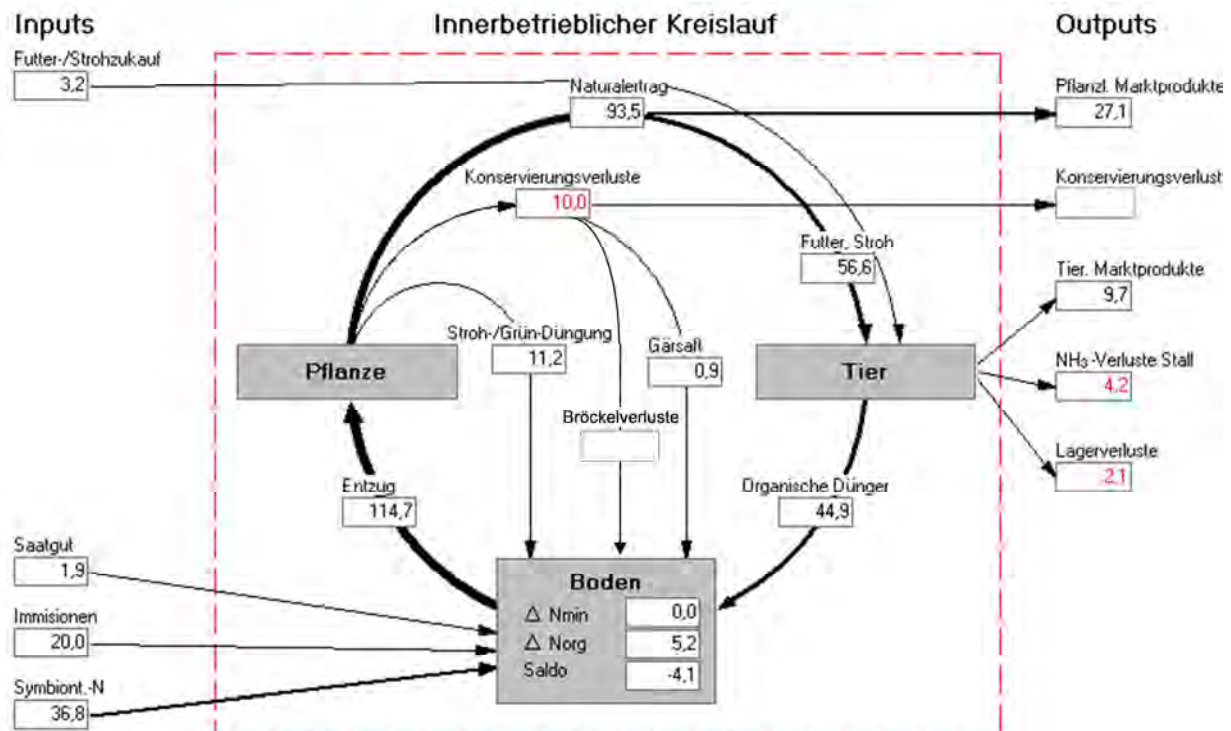 Inputs
Innerbetrieblicher Kreislauf
Outputs
Futter-/Strohzukauf
3,2
Naturalertrag
93,5
Pflanzl. Marktprodukte
27,1
Konservierungsverluste
10,0
Konservierungsverlust
Futter, Stroh
56,6
Tier. Marktprodukte
9,7
Stroh-/Grün-Düngung
11,2
Gärsaft
0,9
Pflanze
Tier
NH₃-Verluste Stall
4,2
Bröckelverluste
Lagerverluste
2,1
Entzug
114,7
Organische Dünger
44,9
Saatgut
1,9
Boden
Δ Nmin 0,0
Δ Norg 5,2
Saldo -4,1
Immisionen
20,0
Symbiont.-N
36,8